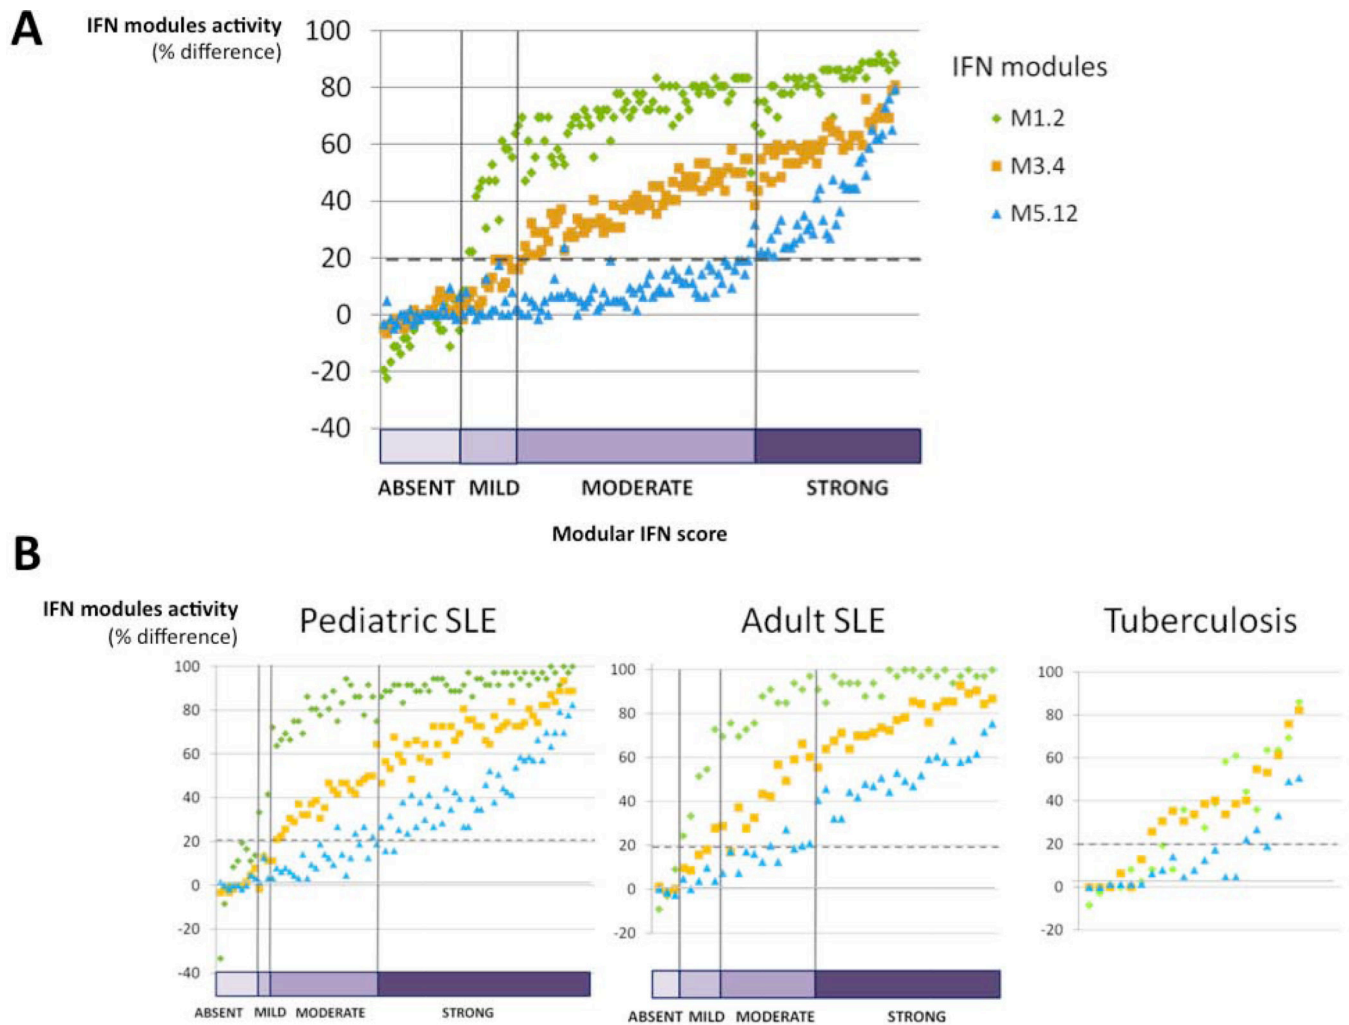 A
IFN modules activity
(% difference)
100
80
60
40
20
0
-20
-40
IFN modules
M1.2
M3.4
M5.12
ABSENT MILD MODERATE STRONG
Modular IFN score
B
IFN modules activity
(% difference)
Pediatric SLE
100
80
60
40
20
0
-20
-40
ABSENT MILD MODERATE STRONG
Adult SLE
100
80
60
40
20
0
-20
ABSENT MILD MODERATE STRONG
Tuberculosis
100
80
60
40
20
0
-20